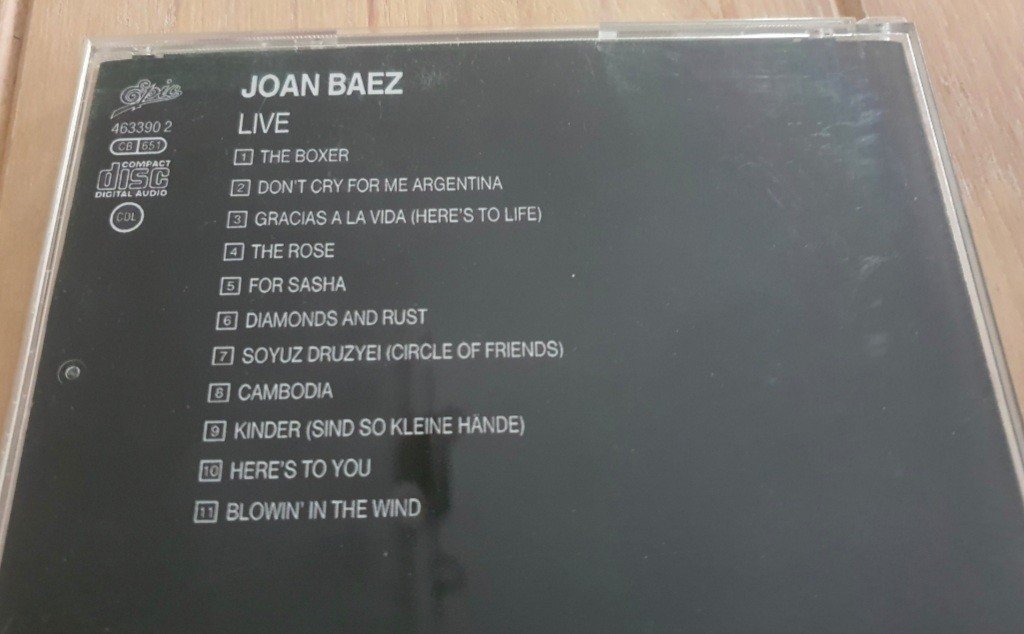 Epic
463390 2
CB 651
COMPACT
disc
DIGITAL AUDIO
CDL
JOAN BAEZ
LIVE
1 THE BOXER
2 DON'T CRY FOR ME ARGENTINA
3 GRACIAS A LA VIDA (HERE'S TO LIFE)
4 THE ROSE
5 FOR SASHA
6 DIAMONDS AND RUST
7 SOYUZ DRUZYEI (CIRCLE OF FRIENDS)
8 CAMBODIA
9 KINDER (SIND SO KLEINE HÄNDE)
10 HERE'S TO YOU
11 BLOWIN' IN THE WIND